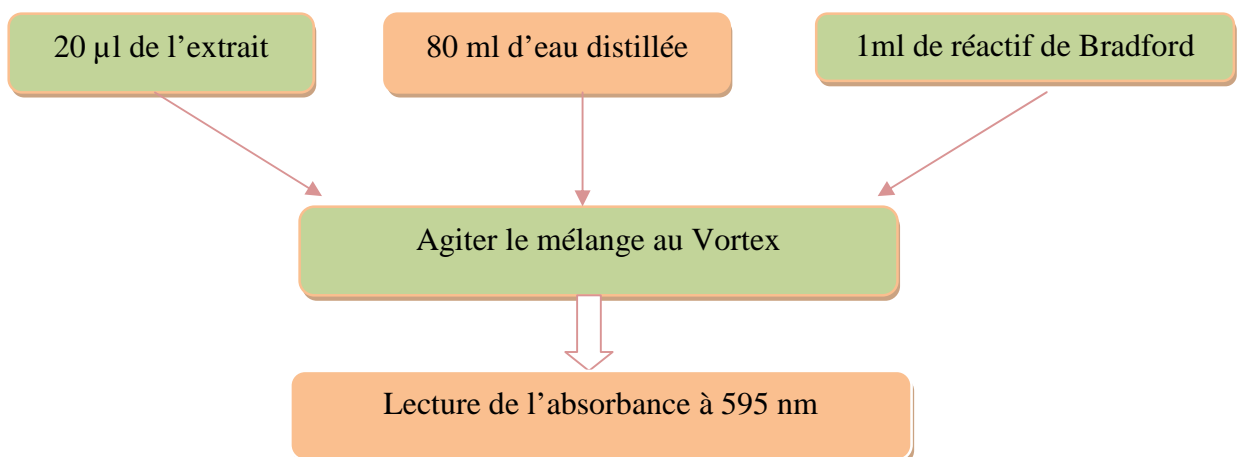 20 µl de l’extrait
80 ml d’eau distillée
1ml de réactif de Bradford
Agiter le mélange au Vortex
Lecture de l’absorbance à 595 nm